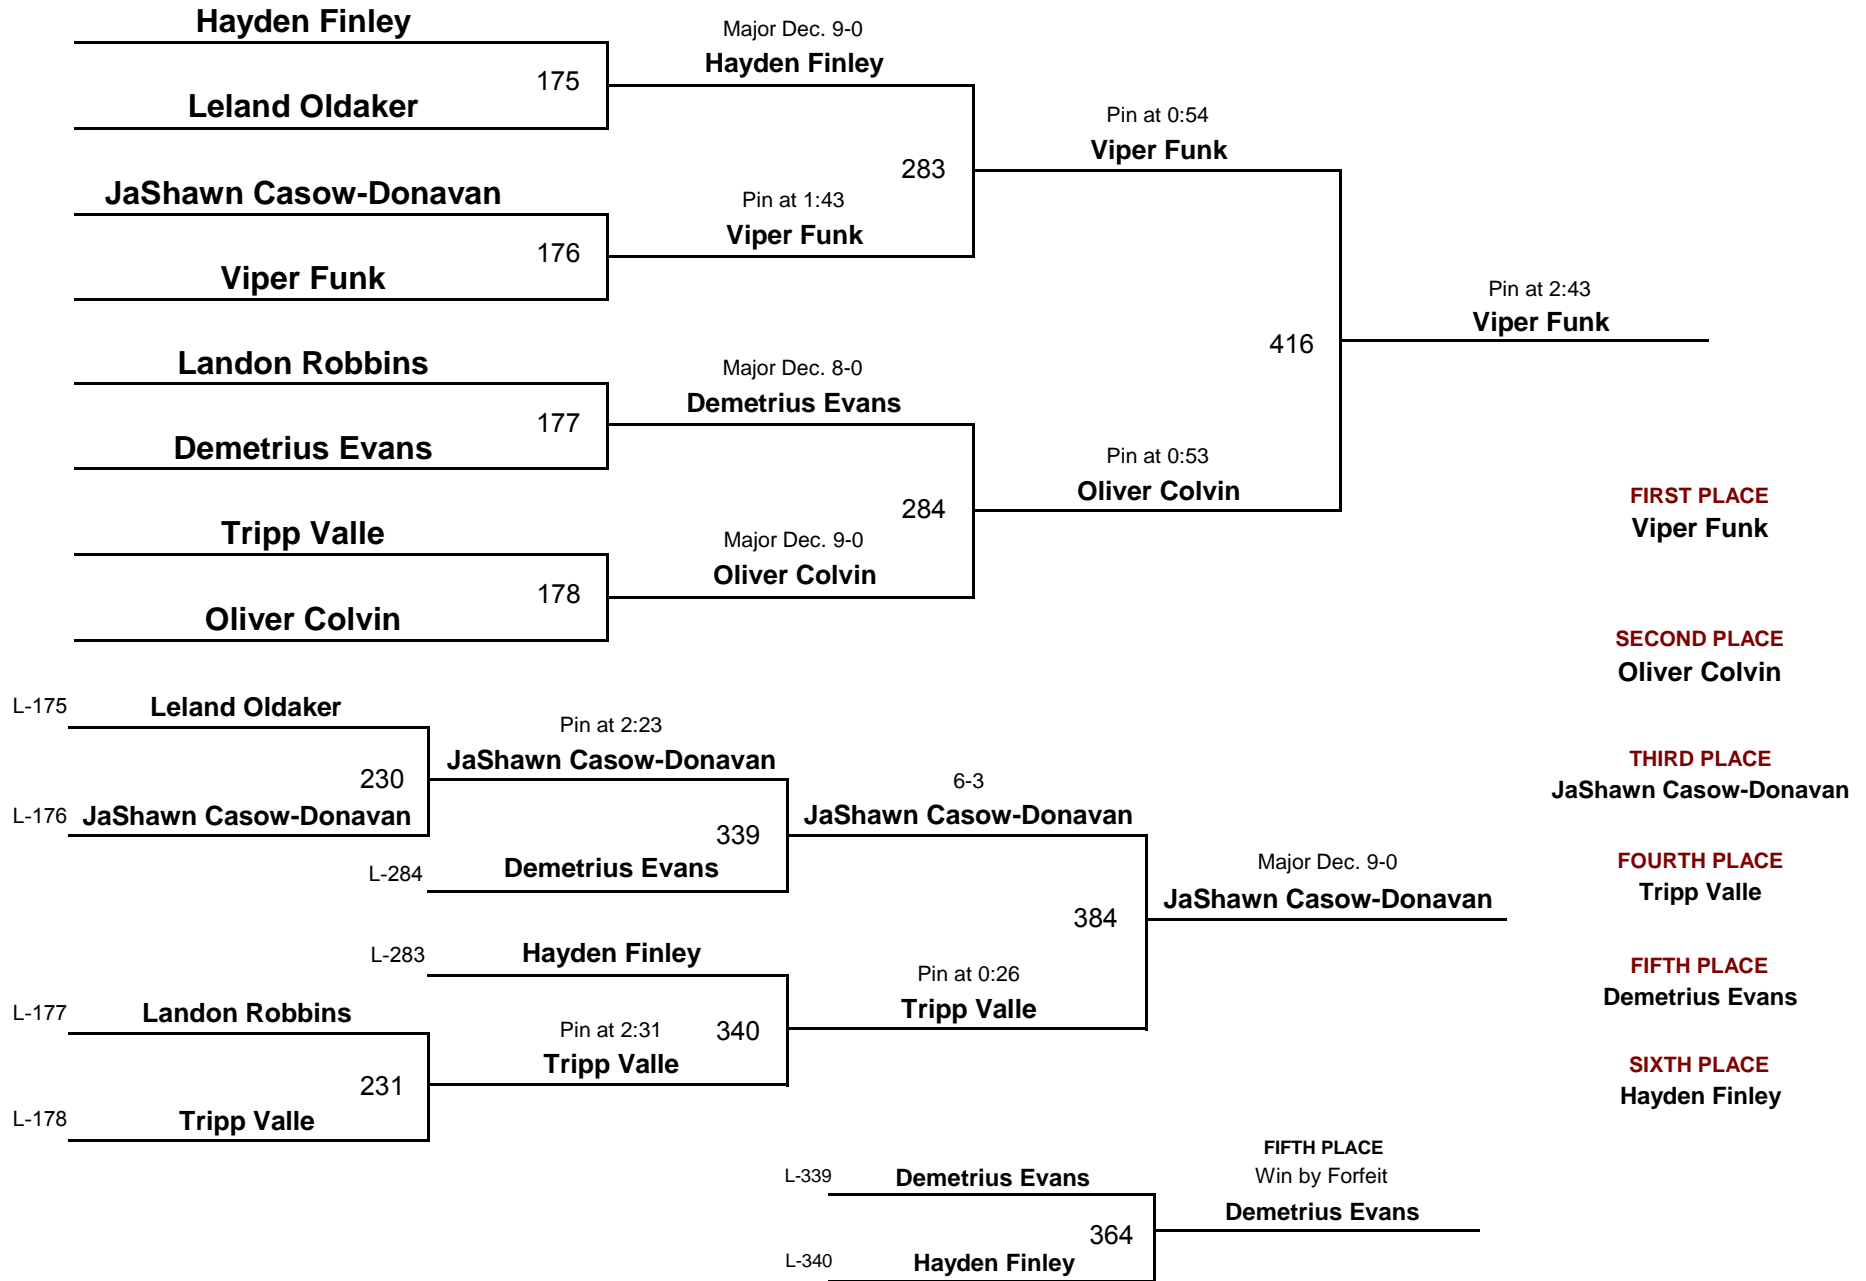 Hayden Finley
Major Dec. 9-0
Hayden Finley
175
Leland Oldaker
Pin at 0:54
Viper Funk
283
JaShawn Casow-Donavan
Pin at 1:43
Viper Funk
176
Viper Funk
Pin at 2:43
Viper Funk
416
Landon Robbins
Major Dec. 8-0
Demetrius Evans
177
Demetrius Evans
Pin at 0:53
Oliver Colvin
284
Tripp Valle
Major Dec. 9-0
Oliver Colvin
178
Oliver Colvin
FIRST PLACE
Viper Funk
SECOND PLACE
Oliver Colvin
THIRD PLACE
JaShawn Casow-Donavan
FOURTH PLACE
Tripp Valle
FIFTH PLACE
Demetrius Evans
SIXTH PLACE
Hayden Finley
L-175 Leland Oldaker
Pin at 2:23
JaShawn Casow-Donavan
230
L-176 JaShawn Casow-Donavan
6-3
JaShawn Casow-Donavan
339
L-284 Demetrius Evans
Major Dec. 9-0
JaShawn Casow-Donavan
384
L-283 Hayden Finley
Pin at 0:26
Tripp Valle
L-177 Landon Robbins
Pin at 2:31
340
Tripp Valle
231
L-178 Tripp Valle
FIFTH PLACE
Win by Forfeit
L-339 Demetrius Evans
Demetrius Evans
364
L-340 Hayden Finley